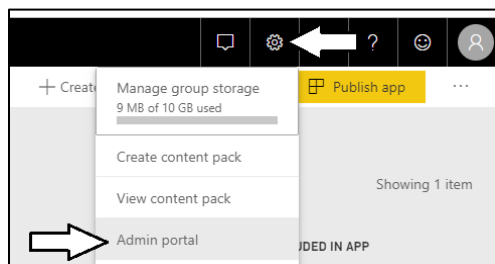 ?
+ Create
Publish app
...
Manage group storage
9 MB of 10 GB used
Create content pack
View content pack
Showing 1 item
Admin portal
UDED IN APP